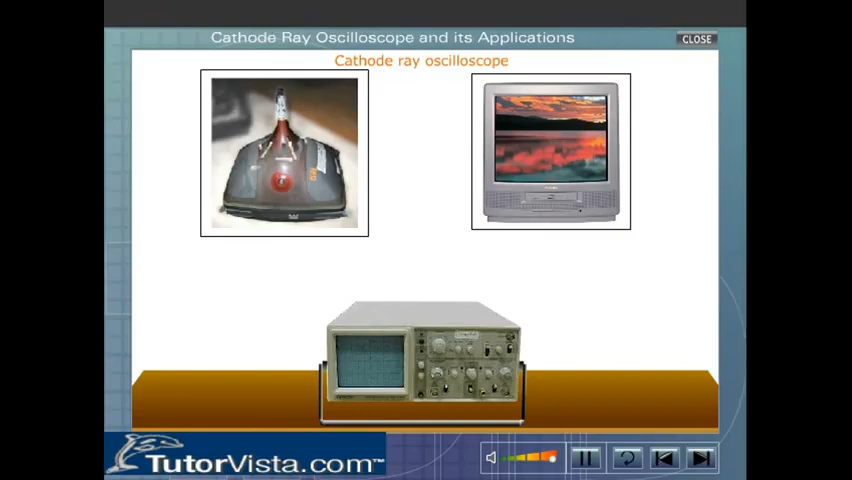 Cathode Ray Oscilloscope and its Applications
CLOSE
Cathode ray oscilloscope
TutorVista.com™